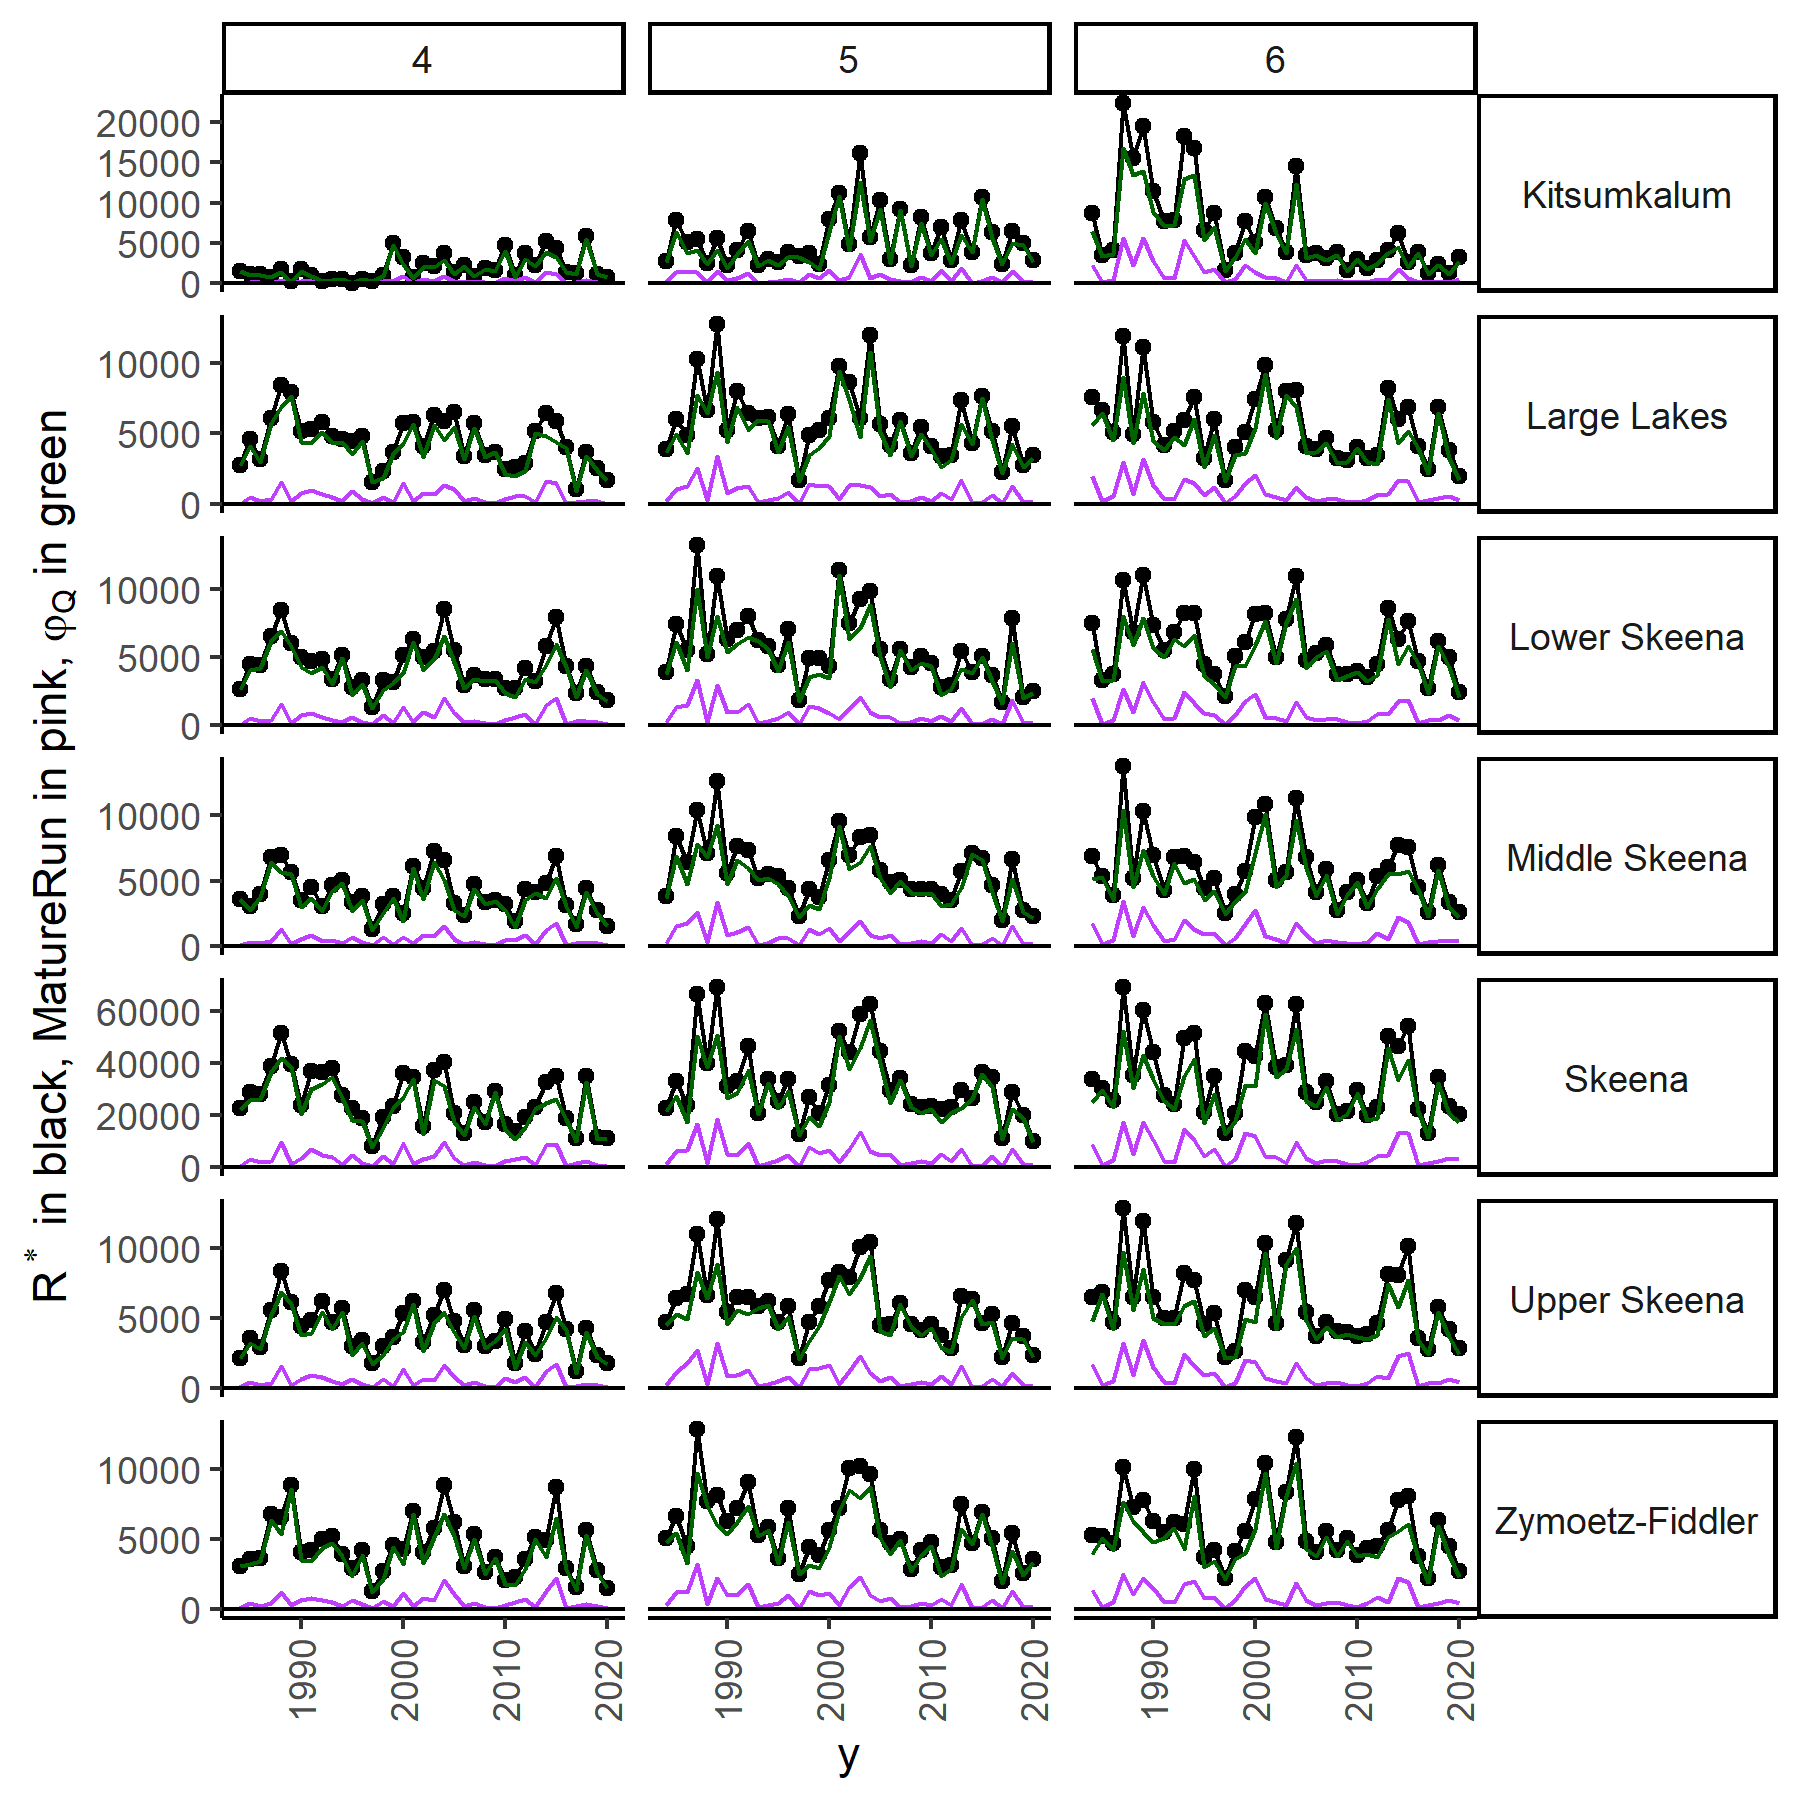 4 5 6
20000
15000
10000
5000
0
Kitsumkalum
10000
5000
0
Large Lakes
10000
5000
0
Lower Skeena
10000
5000
0
Middle Skeena
60000
40000
20000
0
Skeena
10000
5000
0
Upper Skeena
10000
5000
0
Zymoetz-Fiddler
1990 2000 2010 2020 1990 2000 2010 2020 1990 2000 2010 2020
y
R* in black, MatureRun in pink, φQ in green